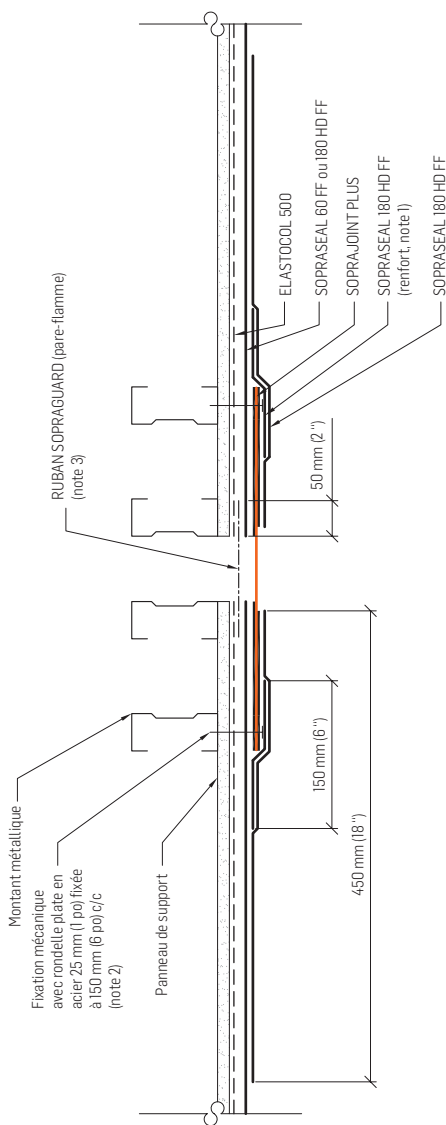 Montant métallique
Fixation mécanique
avec rondelle plate en
acier 25 mm (1 po) fixée
à 150 mm (6 po) c/c
(note 2)
Panneau de support
RUBAN SOPRAGUARD (pare-flamme)
(note 3)
ELASTOCOL 500
SOPRASEAL 60 FF ou 180 HD FF
SOPRAJOINT PLUS
SOPRASEAL 180 HD FF
(renfort, note 1)
SOPRASEAL 180 HD FF
50 mm (2 ")
150 mm (6 ")
450 mm (18 ")